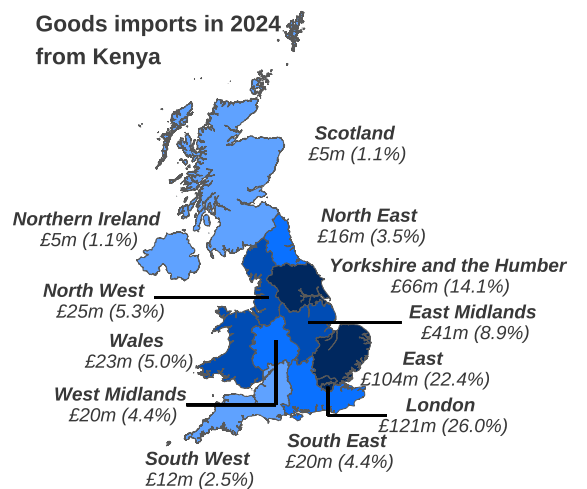 Goods imports in 2024
from Kenya
Scotland
£5m (1.1%)
Northern Ireland
£5m (1.1%)
North East
£16m (3.5%)
Yorkshire and the Humber
£66m (14.1%)
North West
£25m (5.3%)
East Midlands
£41m (8.9%)
Wales
£23m (5.0%)
East
£104m (22.4%)
West Midlands
£20m (4.4%)
London
£121m (26.0%)
South East
£20m (4.4%)
South West
£12m (2.5%)